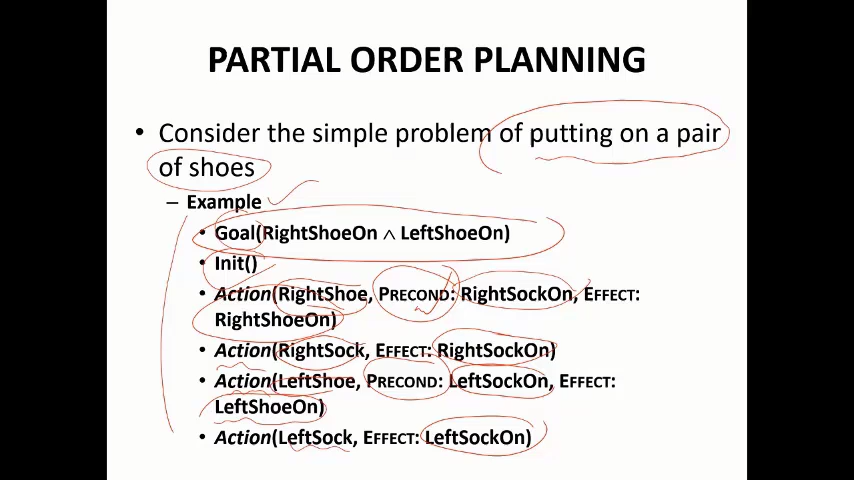 PARTIAL ORDER PLANNING
• Consider the simple problem of putting on a pair
of shoes
– Example
• Goal(RightShoeOn ∧ LeftShoeOn)
• Init()
• Action(RightShoe, PRECOND: RightSockOn, EFFECT:
RightShoeOn)
• Action(RightSock, EFFECT: RightSockOn)
• Action(LeftShoe, PRECOND: LeftSockOn, EFFECT:
LeftShoeOn)
• Action(LeftSock, EFFECT: LeftSockOn)